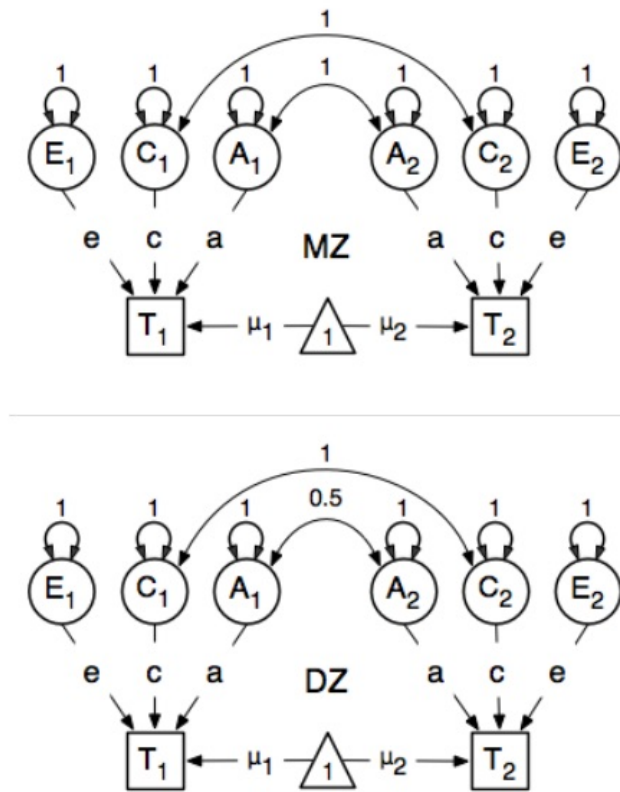 1
1
1 1 1 1 1 1
E₁ C₁ A₁ A₂ C₂ E₂
e c a a c e
MZ
T₁ μ₁ 1 μ₂ T₂
1
0.5
1 1 1 1 1 1
E₁ C₁ A₁ A₂ C₂ E₂
e c a a c e
DZ
T₁ μ₁ 1 μ₂ T₂